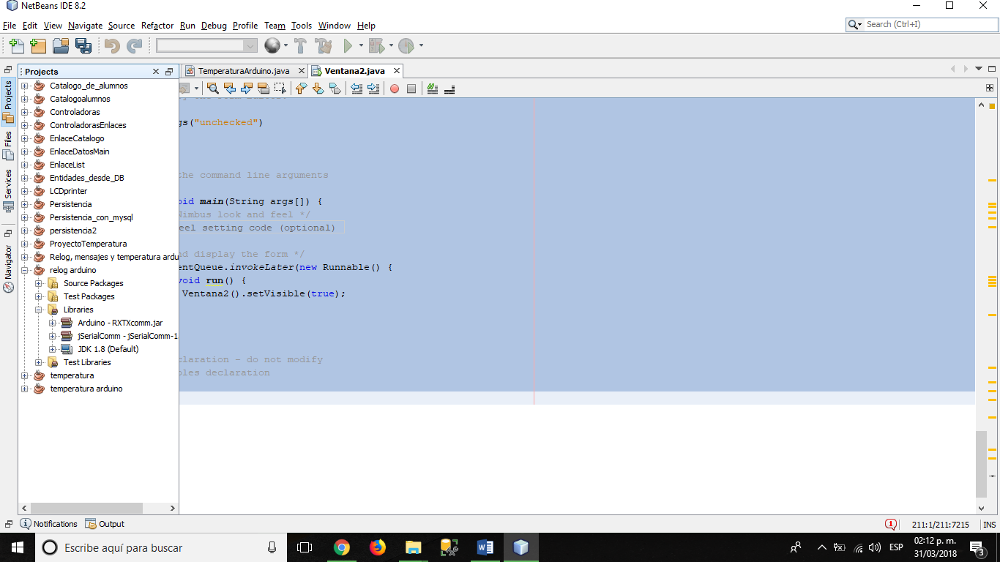 NetBeans IDE 8.2
File Edit View Navigate Source Refactor Run Debug Profile Team Tools Window Help
Search (Ctrl+I)
Projects
TemperaturaArduino.java
Ventana2.java
Projects
Files
Services
Navigator
Catalogo_de_alumnos
Catalogoalumnos
Controladoras
ControladorasEnlaces
EnlaceCatalogo
EnlaceDatosMain
EnlaceList
Entidades_desde_DB
LCDprinter
Persistencia
Persistencia_con_mysql
persistencia2
ProyectoTemperatura
Relog, mensajes y temperatura ardu
relog arduino
Source Packages
Test Packages
Libraries
Arduino - RXTXcomm.jar
jSerialComm - jSerialComm-1
JDK 1.8 (Default)
Test Libraries
temperatura
temperatura arduino
gs("unchecked")
the command line arguments
oid main(String args[]) {
Nimbus look and feel */
eel setting code (optional)
nd display the form */
entQueue.invokeLater(new Runnable() {
void run() {
Ventana2().setVisible(true);
claration - do not modify
bles declaration
Notifications Output
1 211:1/211:7215 INS
Escribe aquí para buscar
ESP
02:12 p. m.
31/03/2018
3